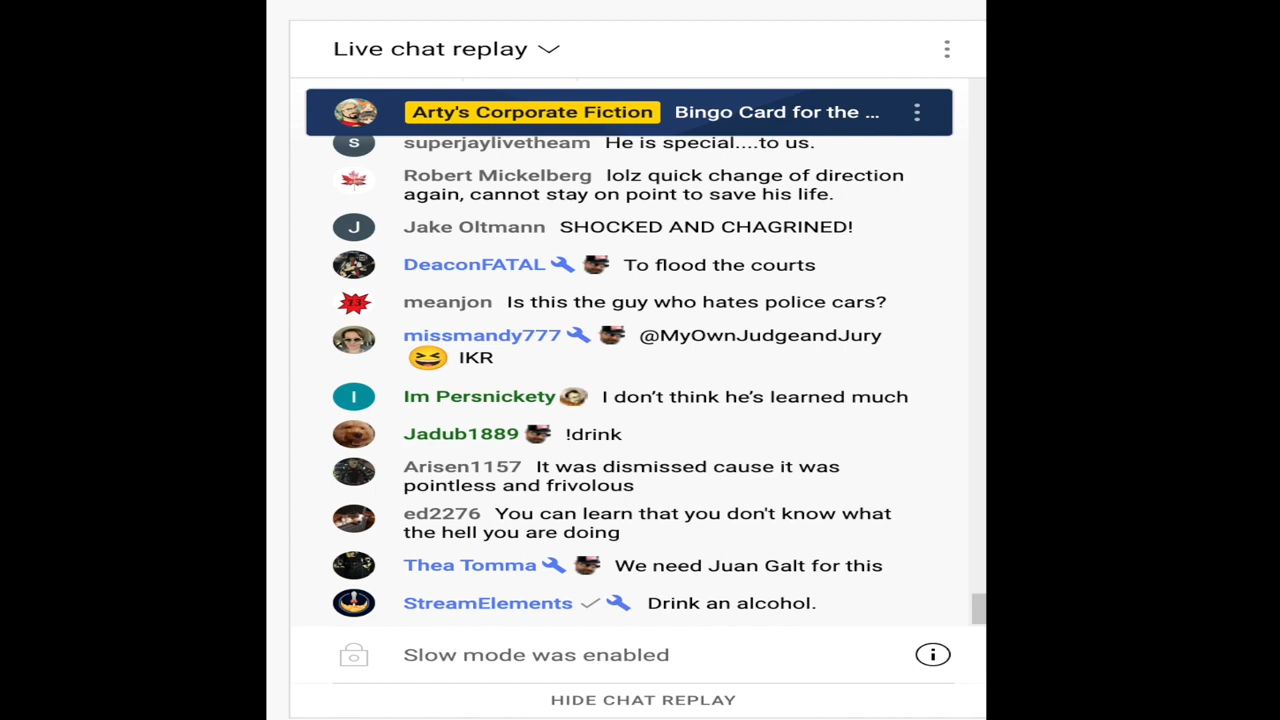 Live chat replay
Arty's Corporate Fiction Bingo Card for the ...
S superjaylivetheam He is special....to us.
Robert Mickelberg lolz quick change of direction
again, cannot stay on point to save his life.
J Jake Oltmann SHOCKED AND CHAGRINED!
DeaconFATAL To flood the courts
13 meanjon Is this the guy who hates police cars?
missmandy777 @MyOwnJudgeandJury
IKR
I Im Persnickety I don't think he's learned much
Jadub1889 !drink
Arisen1157 It was dismissed cause it was
pointless and frivolous
ed2276 You can learn that you don't know what
the hell you are doing
Thea Tomma We need Juan Galt for this
StreamElements Drink an alcohol.
Slow mode was enabled
HIDE CHAT REPLAY